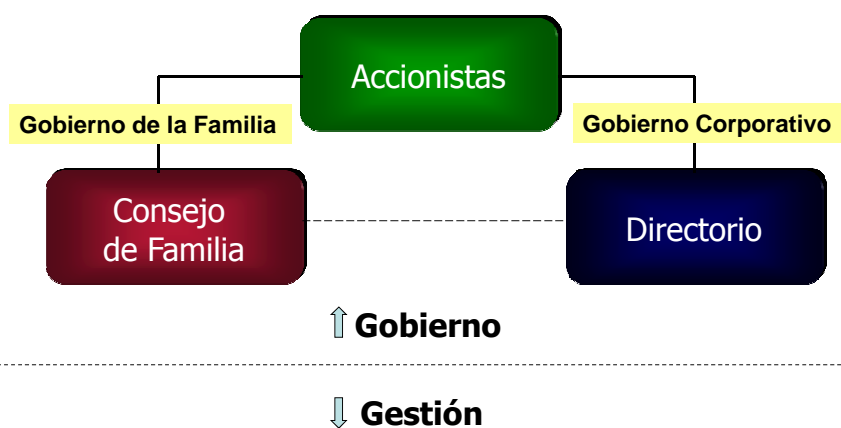 Accionistas
Gobierno de la Familia
Gobierno Corporativo
Consejo
de Familia
Directorio
Gobierno
Gestión